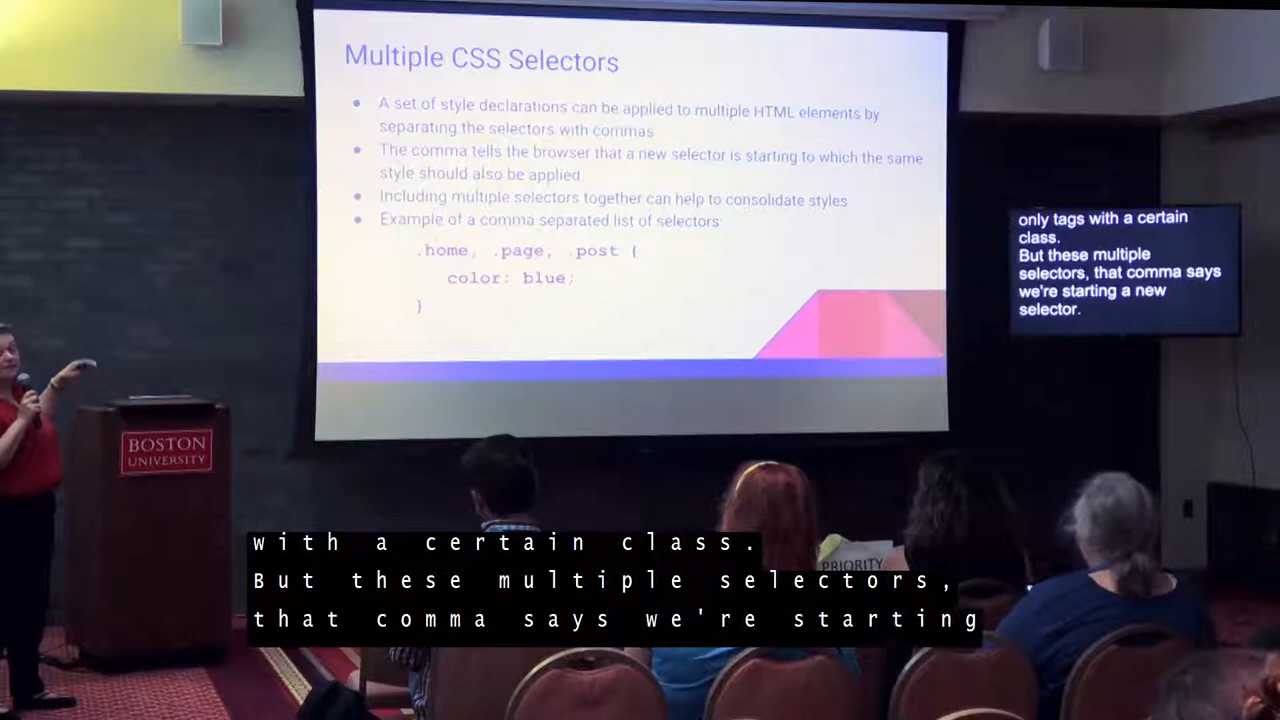 Multiple CSS Selectors
● A set of style declarations can be applied to multiple HTML elements by
separating the selectors with commas
● The comma tells the browser that a new selector is starting to which the same
style should also be applied.
● Including multiple selectors together can help to consolidate styles
● Example of a comma separated list of selectors:
.home, .page, .post {
color: blue;
}
only tags with a certain
class.
But these multiple
selectors, that comma says
we're starting a new
selector.
BOSTON
UNIVERSITY
PRIORITY
with a certain class.
But these multiple selectors,
that comma says we're starting